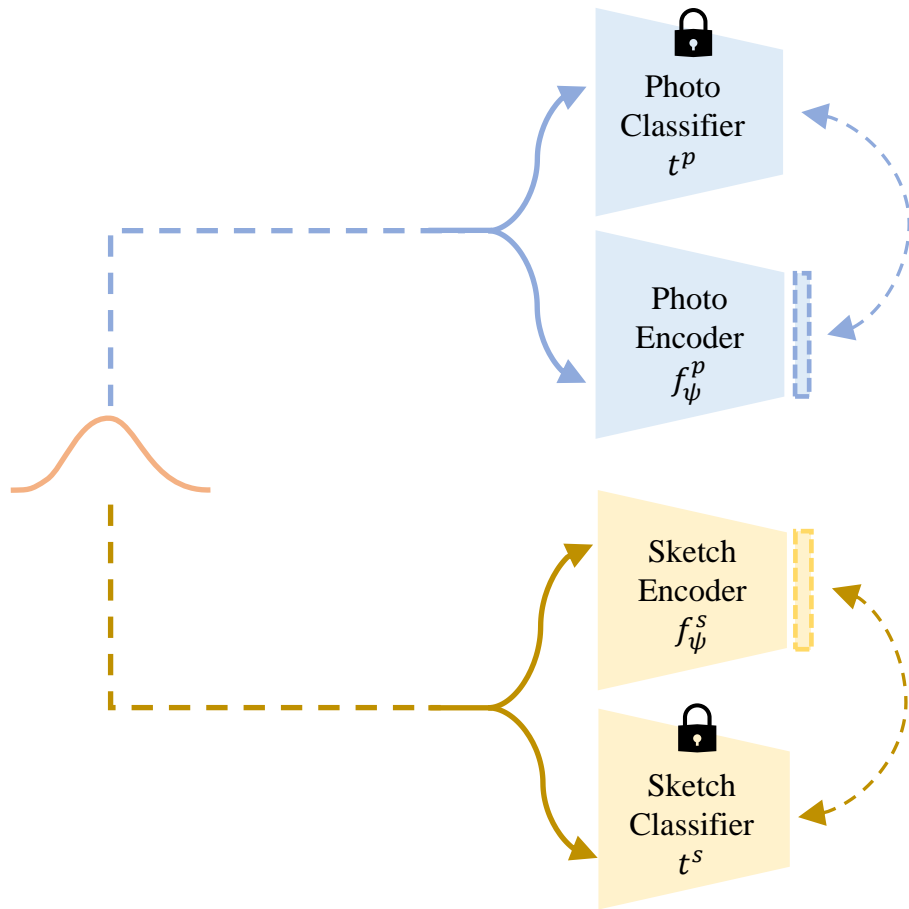 Photo
Classifier
t^p
Photo
Encoder
f_ψ^p
Sketch
Encoder
f_ψ^s
Sketch
Classifier
t^s